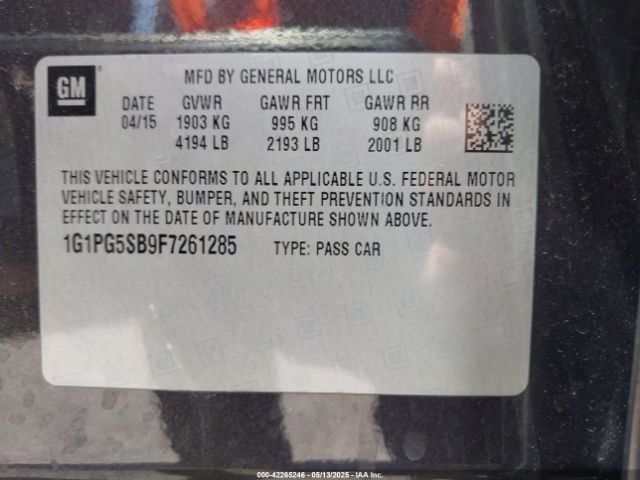 GM
MFD BY GENERAL MOTORS LLC
DATE GVWR GAWR FRT GAWR RR
04/15 1903 KG 995 KG 908 KG
4194 LB 2193 LB 2001 LB
THIS VEHICLE CONFORMS TO ALL APPLICABLE U.S. FEDERAL MOTOR
VEHICLE SAFETY, BUMPER, AND THEFT PREVENTION STANDARDS IN
EFFECT ON THE DATE OF MANUFACTURE SHOWN ABOVE.
1G1PG5SB9F7261285 TYPE: PASS CAR
000-42265246 - 05/13/2025 - IAA Inc.